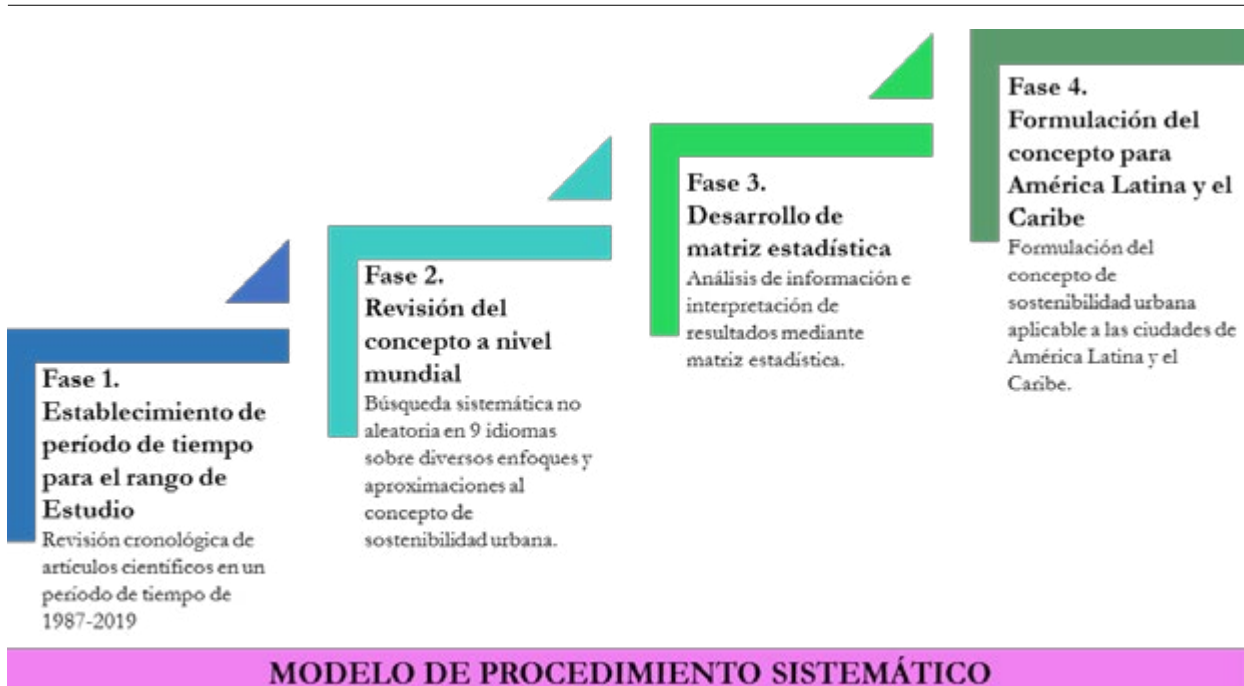 Fase 1.
Establecimiento de
período de tiempo
para el rango de
Estudio
Revisión cronológica de
artículos científicos en un
periodo de tiempo de
1987-2019
Fase 2.
Revisión del
concepto a nivel
mundial
Búsqueda sistemática no
aleatoria en 9 idiomas
sobre diversos enfoques y
aproximaciones al
concepto de
sostenibilidad urbana.
Fase 3.
Desarrollo de
matriz estadística
Análisis de información e
interpretación de
resultados mediante
matriz estadística.
Fase 4.
Formulación del
concepto para
América Latina y el
Caribe
Formulación del
concepto de
sostenibilidad urbana
aplicable a las ciudades de
América Latina y el
Caribe.
MODELO DE PROCEDIMIENTO SISTEMÁTICO